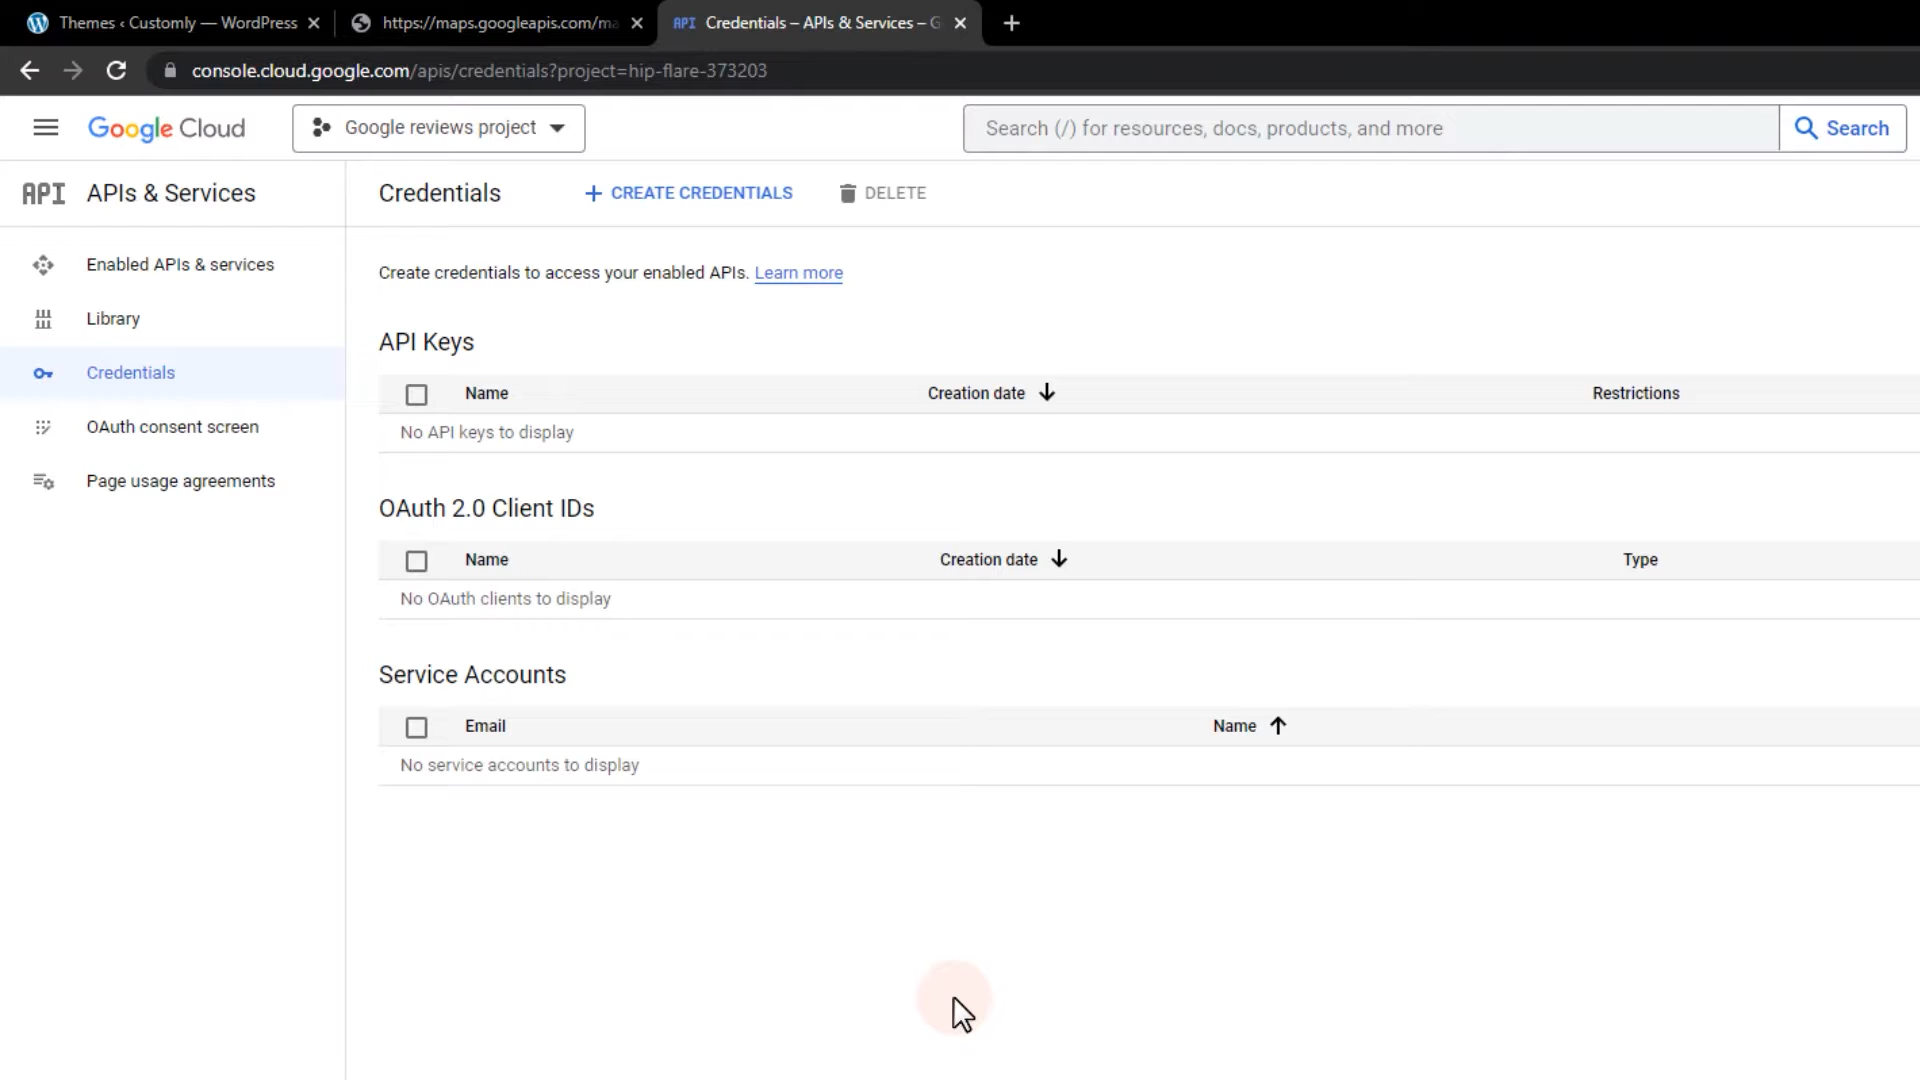 Themes ‹ Customly — WordPress
https://maps.googleapis.com/ma
API Credentials – APIs & Services – G
console.cloud.google.com/apis/credentials?project=hip-flare-373203
Google Cloud
Google reviews project
Search (/) for resources, docs, products, and more
Search
API APIs & Services
Credentials
+ CREATE CREDENTIALS
DELETE
Enabled APIs & services
Library
Credentials
OAuth consent screen
Page usage agreements
Create credentials to access your enabled APIs. Learn more
API Keys
Name Creation date Restrictions
No API keys to display
OAuth 2.0 Client IDs
Name Creation date Type
No OAuth clients to display
Service Accounts
Email Name
No service accounts to display